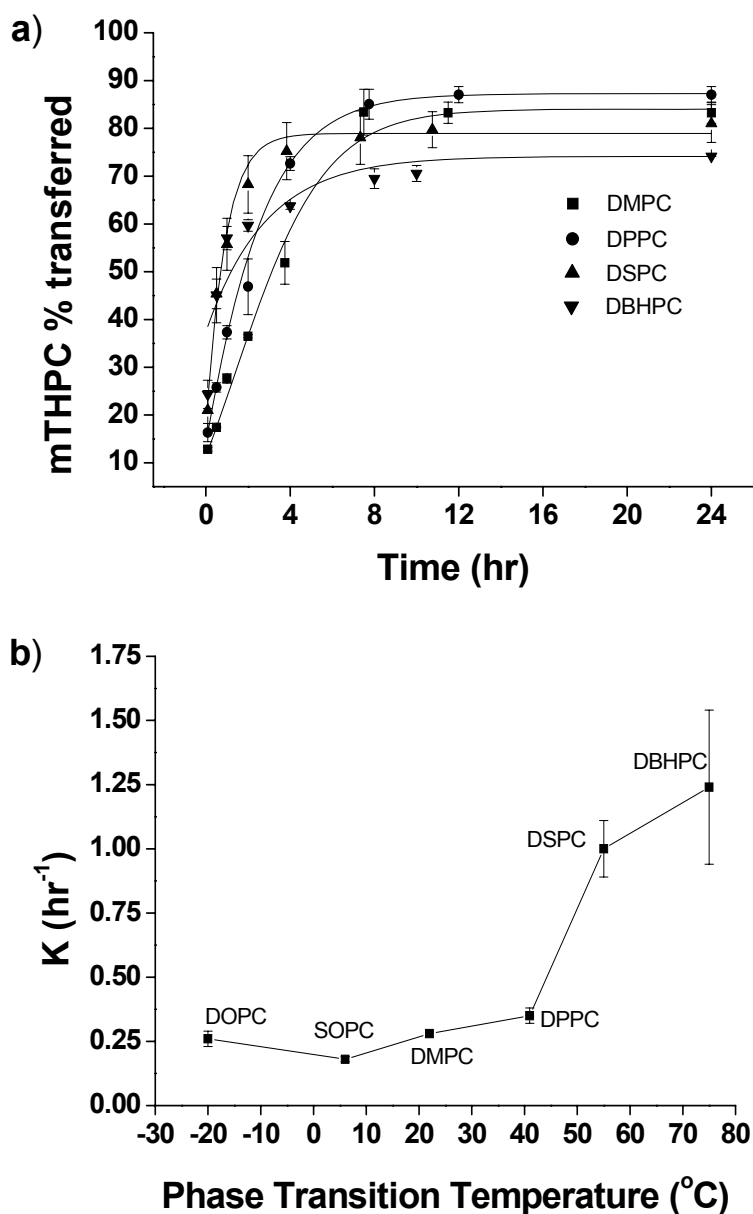 a)
mTHPC % transferred
100
90
80
70
60
50
40
30
20
10
DMPC
DPPC
DSPC
DBHPC
0 4 8 12 16 20 24
Time (hr)
b)
K (hr-1)
1.75
1.50
1.25
1.00
0.75
0.50
0.25
0.00
DBHPC
DSPC
DOPC
SOPC
DMPC
DPPC
-30 -20 -10 0 10 20 30 40 50 60 70 80
Phase Transition Temperature (oC)